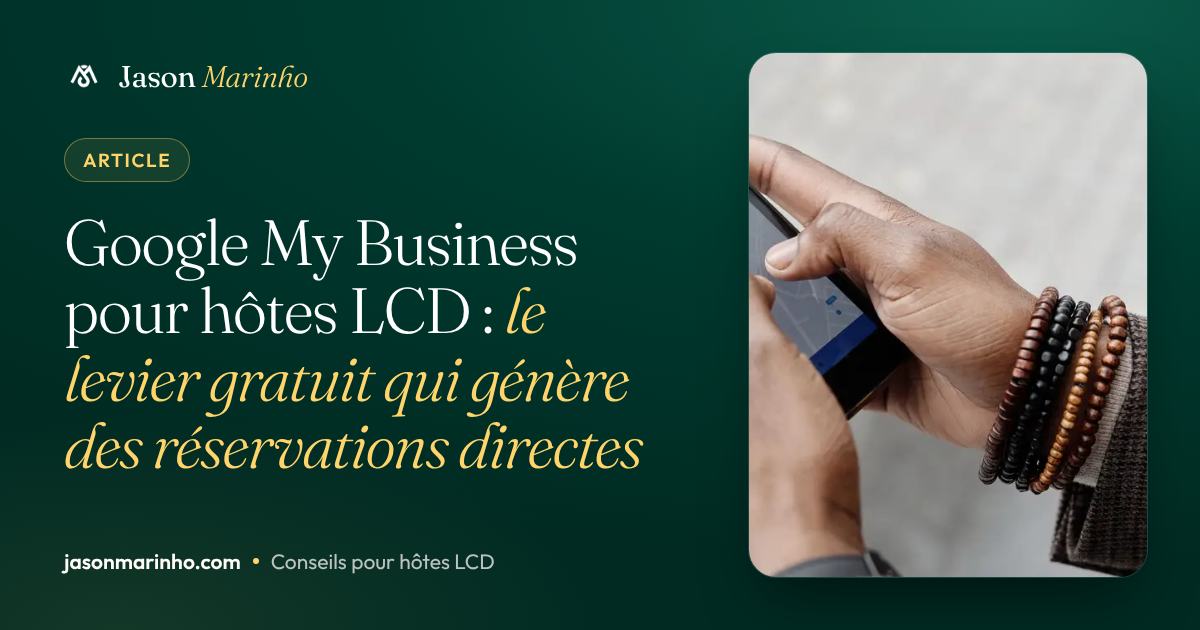 Jason Marinho
ARTICLE
Google My Business
pour hôtes LCD : le
levier gratuit qui génère
des réservations directes
jasonmarinho.com • Conseils pour hôtes LCD